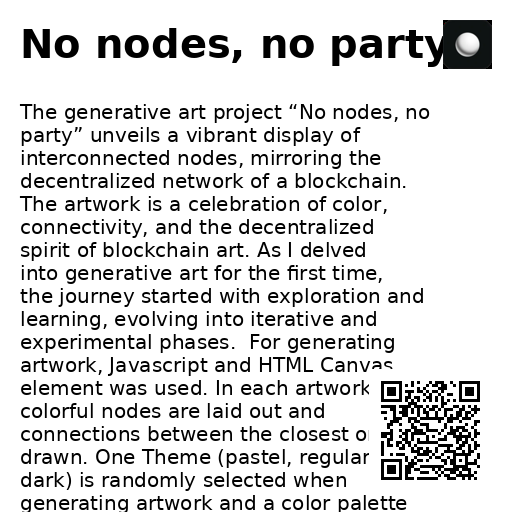 No nodes, no party
The generative art project “No nodes, no
party” unveils a vibrant display of
interconnected nodes, mirroring the
decentralized network of a blockchain.
The artwork is a celebration of color,
connectivity, and the decentralized
spirit of blockchain art. As I delved
into generative art for the first time,
the journey started with exploration and
learning, evolving into iterative and
experimental phases.  For generating
artwork, Javascript and HTML Canvas
element was used. In each artwork
colorful nodes are laid out and
connections between the closest
drawn. One Theme (pastel, regular
dark) is randomly selected when
generating artwork and a color palette